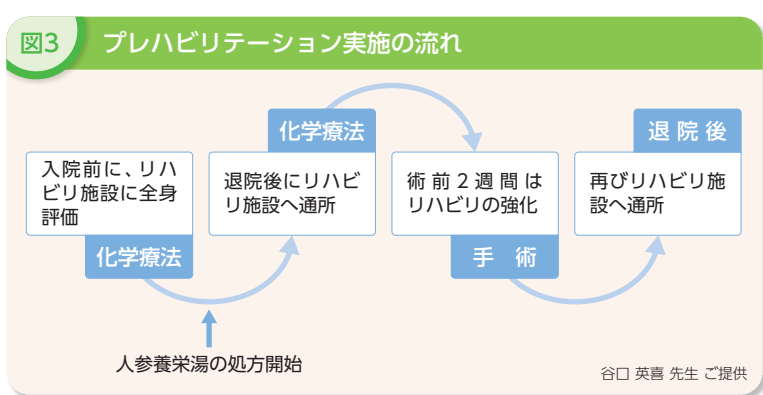 図3
プレハビリテーション実施の流れ
入院前に、リハ
ビリ施設に全身
評価
化学療法
化学療法
退院後にリハビ
リ施設へ通所
術前2週間は
リハビリの強化
手術
退院後
再びリハビリ施
設へ通所
人参養栄湯の処方開始
谷口 英喜 先生 ご提供